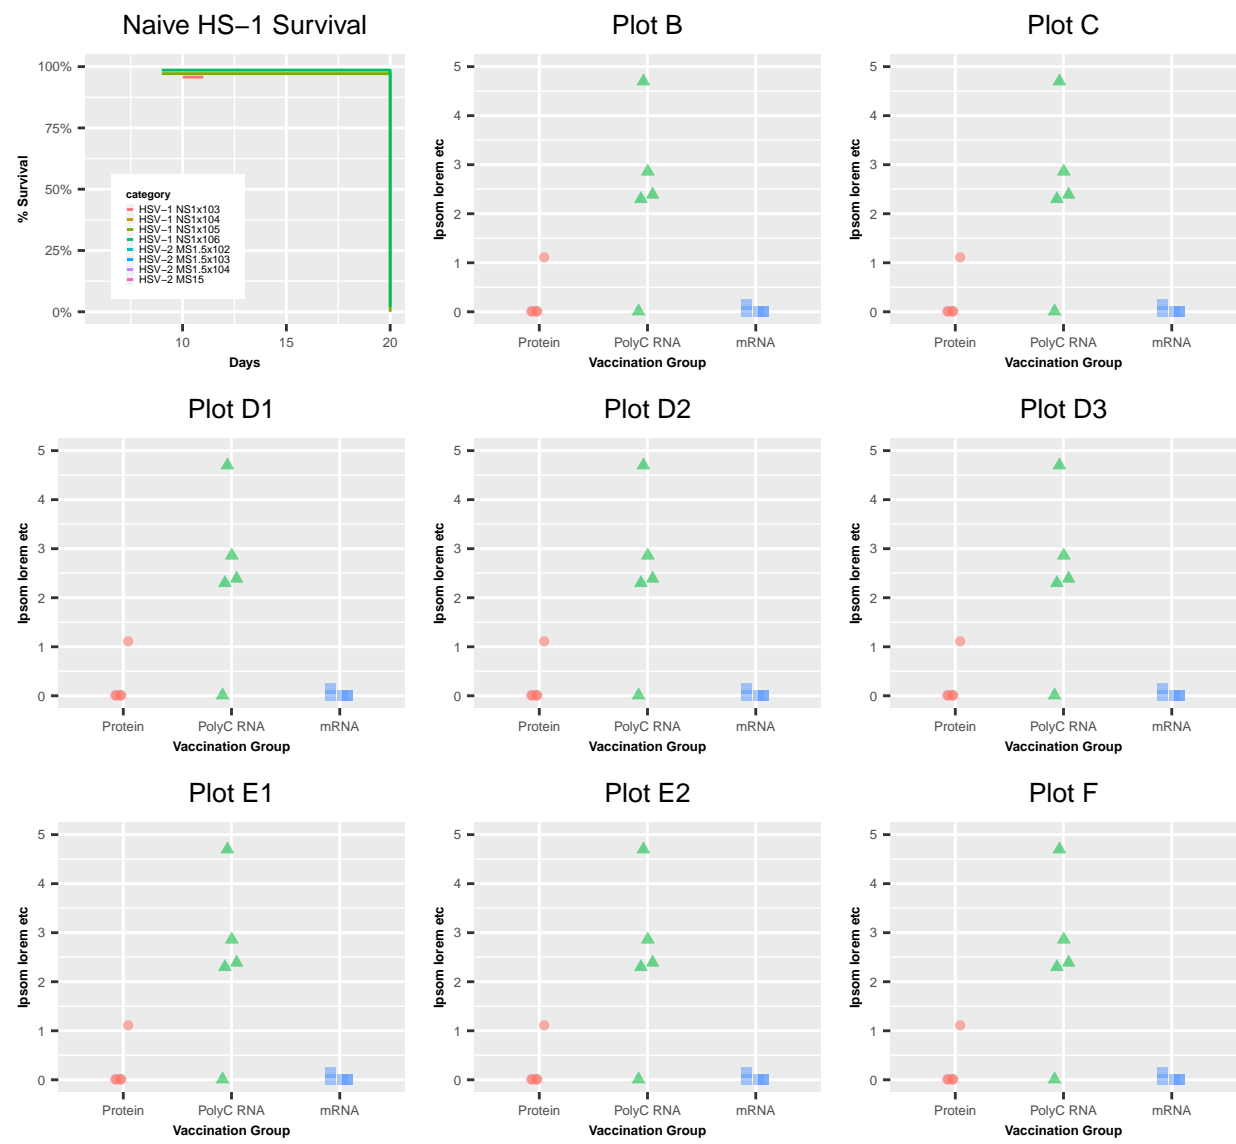 Naive HS−1 Survival
Plot B
Plot C
100%
75%
50%
25%
0%
% Survival
category
HSV−1 NS1x103
HSV−1 NS1x104
HSV−1 NS1x105
HSV−1 NS1x106
HSV−2 MS1.5x102
HSV−2 MS1.5x103
HSV−2 MS1.5x104
HSV−2 MS15
10 15 20
Days
5
4
3
2
1
0
Ipsom lorem etc
Protein PolyC RNA mRNA
Vaccination Group
5
4
3
2
1
0
Ipsom lorem etc
Protein PolyC RNA mRNA
Vaccination Group
Plot D1
Plot D2
Plot D3
5
4
3
2
1
0
Ipsom lorem etc
Protein PolyC RNA mRNA
Vaccination Group
5
4
3
2
1
0
Ipsom lorem etc
Protein PolyC RNA mRNA
Vaccination Group
5
4
3
2
1
0
Ipsom lorem etc
Protein PolyC RNA mRNA
Vaccination Group
Plot E1
Plot E2
Plot F
5
4
3
2
1
0
Ipsom lorem etc
Protein PolyC RNA mRNA
Vaccination Group
5
4
3
2
1
0
Ipsom lorem etc
Protein PolyC RNA mRNA
Vaccination Group
5
4
3
2
1
0
Ipsom lorem etc
Protein PolyC RNA mRNA
Vaccination Group